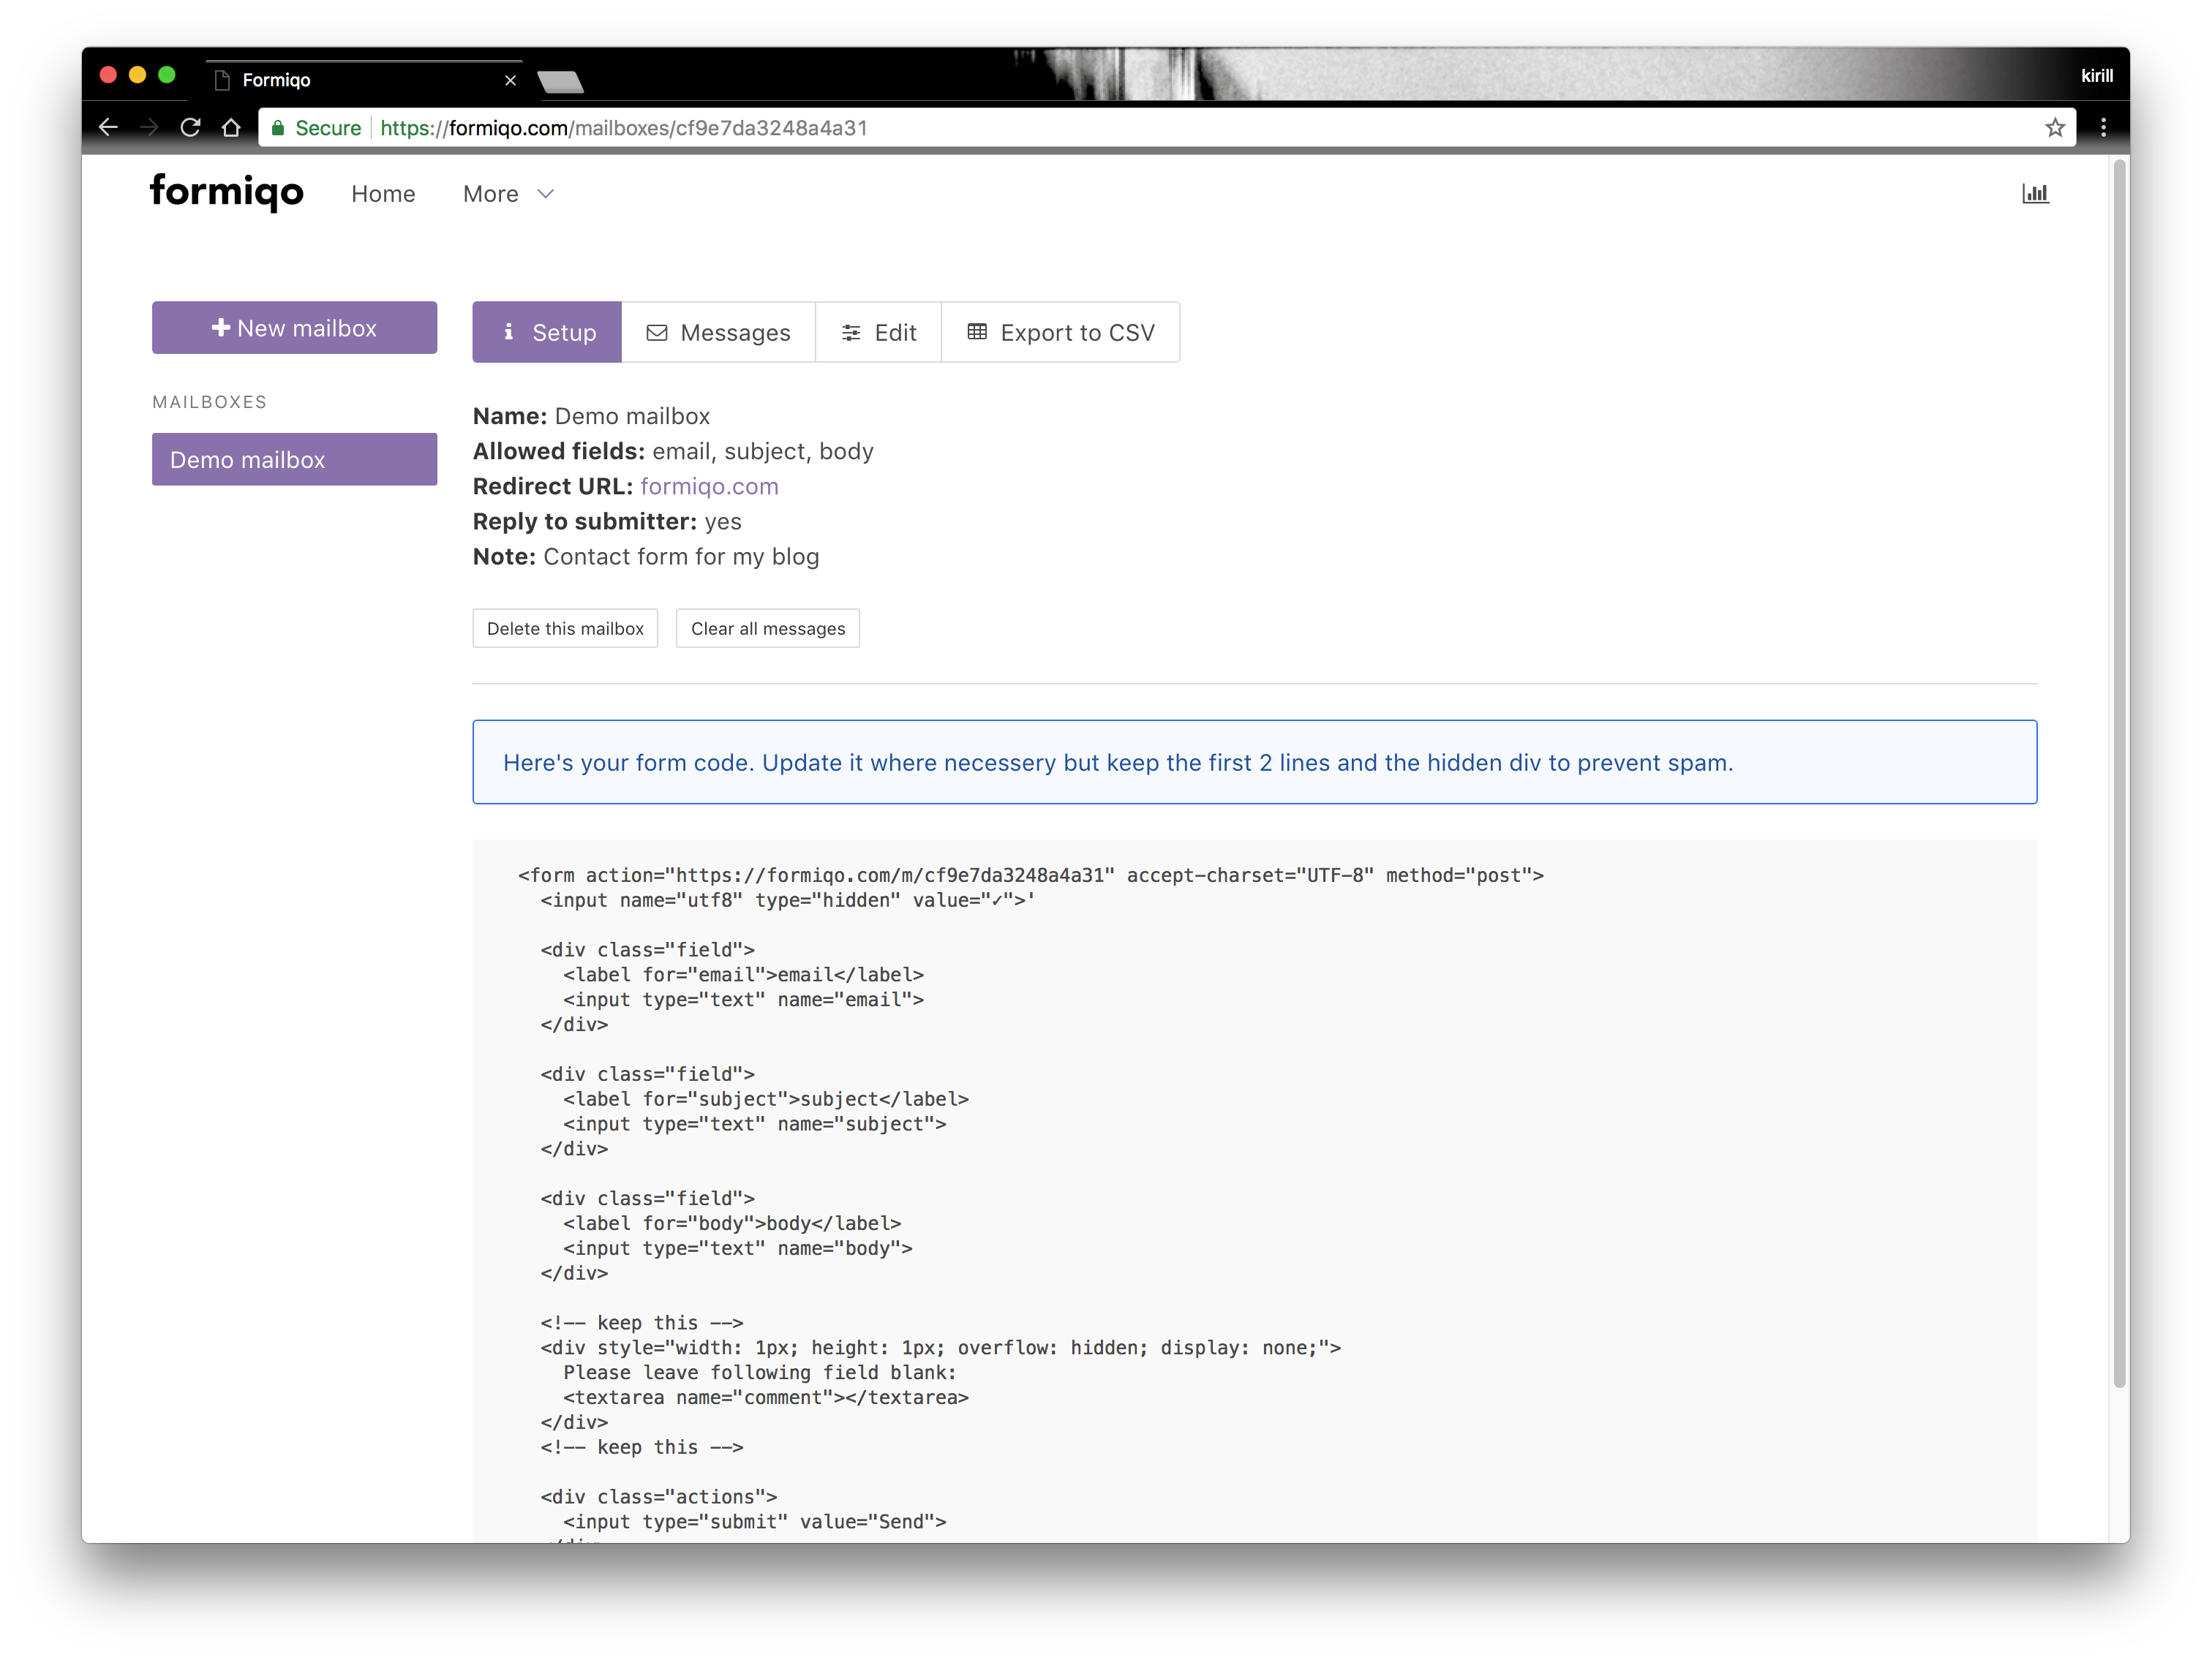 Formiqo
kirill
Secure https://formiqo.com/mailboxes/cf9e7da3248a4a31
formiqo Home More
New mailbox
MAILBOXES
Demo mailbox
Setup Messages Edit Export to CSV
Name: Demo mailbox
Allowed fields: email, subject, body
Redirect URL: formiqo.com
Reply to submitter: yes
Note: Contact form for my blog
Delete this mailbox Clear all messages
Here's your form code. Update it where necessery but keep the first 2 lines and the hidden div to prevent spam.
<form action="https://formiqo.com/m/cf9e7da3248a4a31" accept-charset="UTF-8" method="post">
<input name="utf8" type="hidden" value="✓">'
<div class="field">
<label for="email">email</label>
<input type="text" name="email">
</div>
<div class="field">
<label for="subject">subject</label>
<input type="text" name="subject">
</div>
<div class="field">
<label for="body">body</label>
<input type="text" name="body">
</div>
<!-- keep this -->
<div style="width: 1px; height: 1px; overflow: hidden; display: none;">
Please leave following field blank:
<textarea name="comment"></textarea>
</div>
<!-- keep this -->
<div class="actions">
<input type="submit" value="Send">